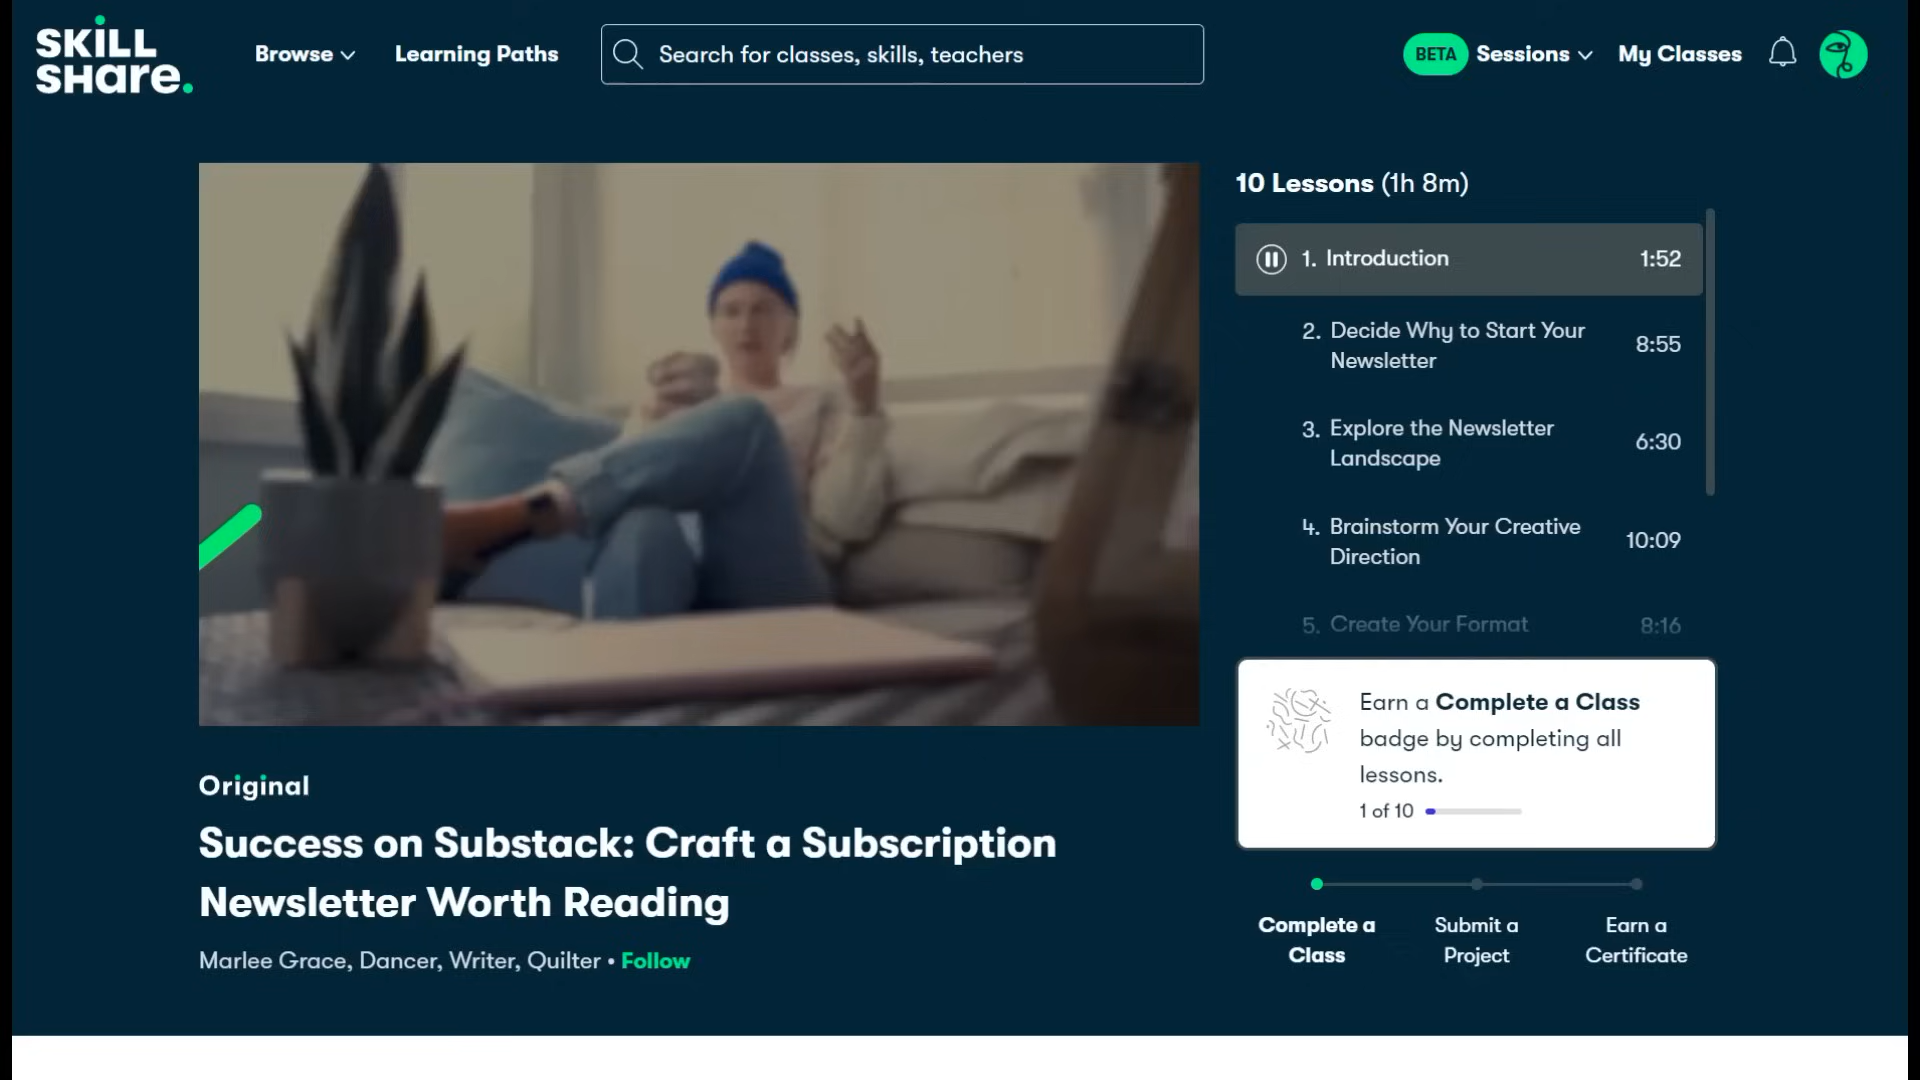 SKILL
SHare.
Browse
Learning Paths
Search for classes, skills, teachers
BETA
Sessions
My Classes
10 Lessons (1h 8m)
1. Introduction 1:52
2. Decide Why to Start Your
Newsletter
8:55
3. Explore the Newsletter
Landscape
6:30
4. Brainstorm Your Creative
Direction
10:09
5. Create Your Format 8:16
Earn a Complete a Class
badge by completing all
lessons.
1 of 10
Complete a
Class
Submit a
Project
Earn a
Certificate
Original
Success on Substack: Craft a Subscription
Newsletter Worth Reading
Marlee Grace, Dancer, Writer, Quilter • Follow